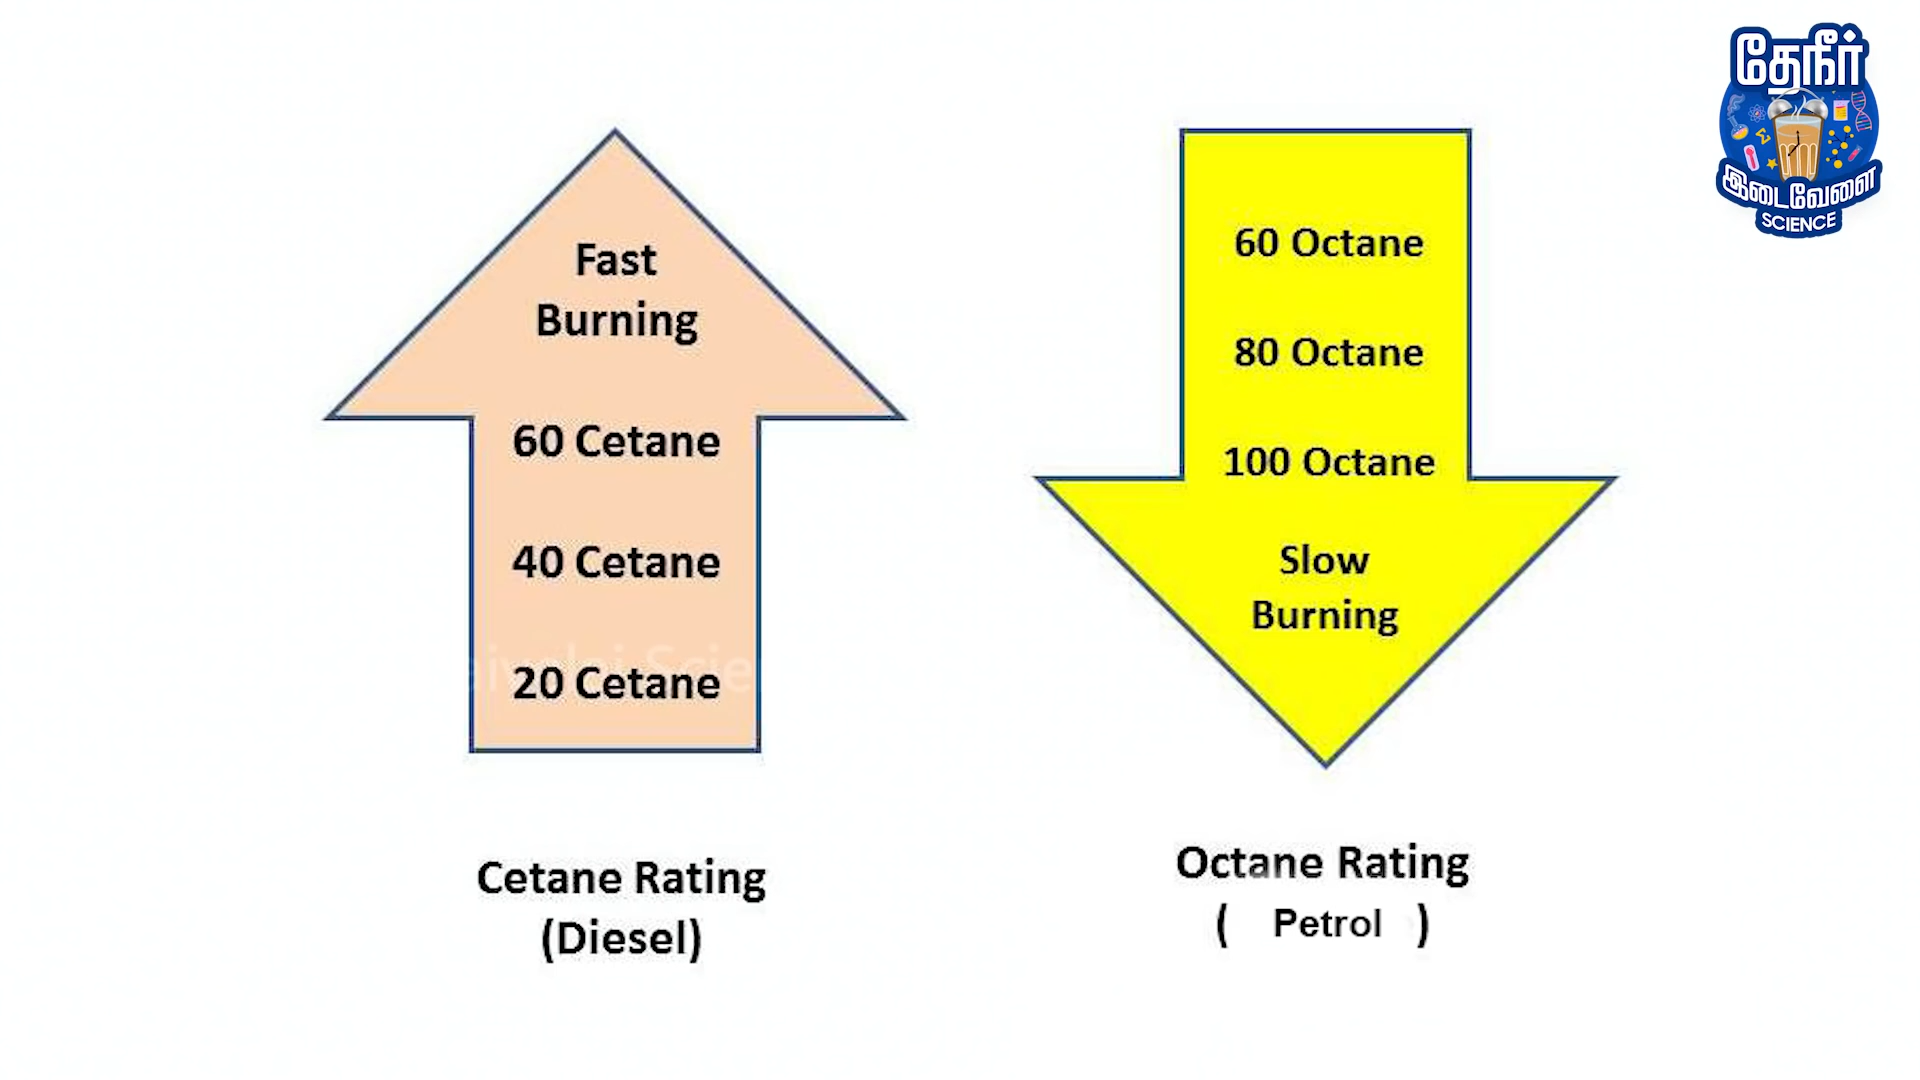 Fast
Burning
60 Cetane
40 Cetane
20 Cetane
Cetane Rating
(Diesel)
60 Octane
80 Octane
100 Octane
Slow
Burning
Octane Rating
( Petrol )
தேநீர்
இடைவேளை
SCIENCE